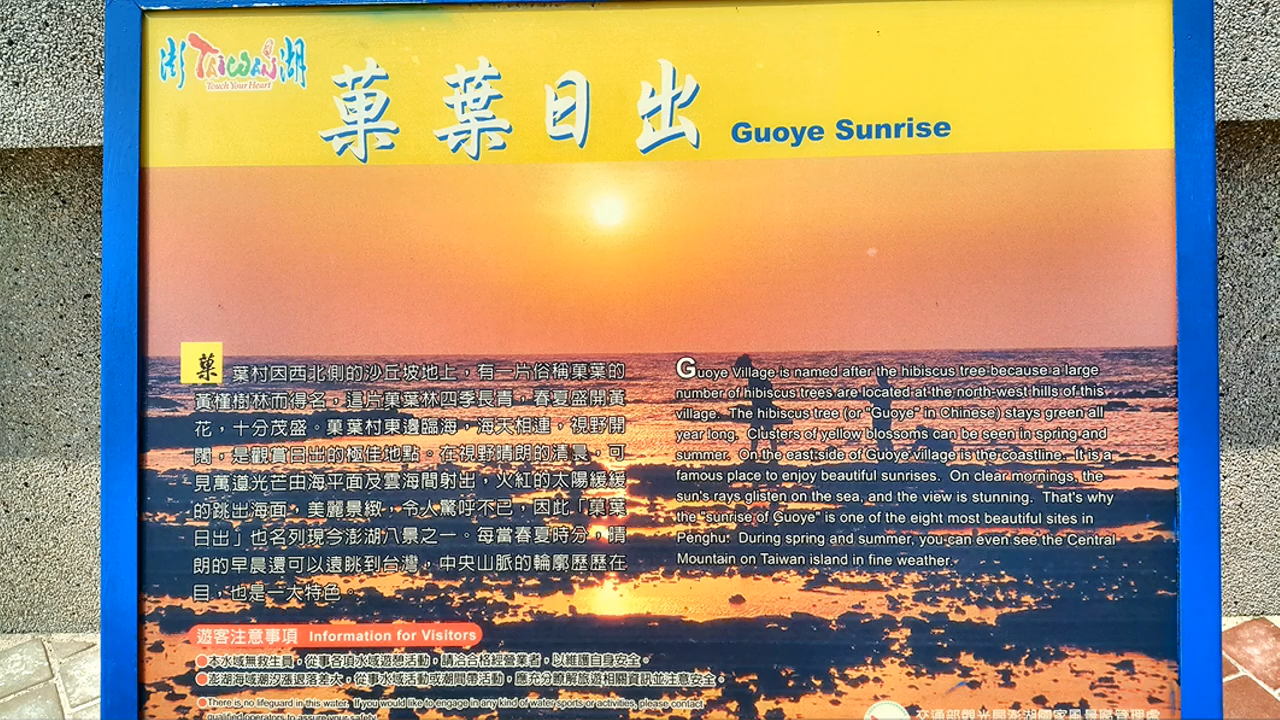 澎 TAIWAN 湖
Touch Your Heart
菓葉日出 Guoye Sunrise
菓葉村因西北側的沙丘坡地上，有一片俗稱菓葉的
黃槿樹林而得名，這片菓葉林四季長青，春夏盛開黃
花，十分茂盛。菓葉村東邊臨海，海天相連，視野開
闊，是觀賞日出的極佳地點。在視野晴朗的清晨，可
見萬道光芒由海平面及雲海間射出，火紅的太陽緩緩
的跳出海面，美麗景緻，令人驚呼不已，因此「菓葉
日出」也名列現今澎湖八景之一。每當春夏時分，晴
朗的早晨還可以遠眺到台灣，中央山脈的輪廓歷歷在
目，也是一大特色。
Guoye Village is named after the hibiscus tree because a large
number of hibiscus trees are located at the north-west hills of this
village. The hibiscus tree (or "Guoye" in Chinese) stays green all
year long. Clusters of yellow blossoms can be seen in spring and
summer. On the east side of Guoye village is the coastline. It is a
famous place to enjoy beautiful sunrises. On clear mornings, the
sun's rays glisten on the sea, and the view is stunning. That's why
the "sunrise of Guoye" is one of the eight most beautiful sites in
Penghu. During spring and summer, you can even see the Central
Mountain on Taiwan island in fine weather.
遊客注意事項 Information for Visitors
●本水域無救生員，從事各項水域遊憩活動，請洽合格經營業者，以維護自身安全。
●澎湖海域潮汐漲退落差大，從事水域活動或潮間帶活動，應充分瞭解旅遊相關資訊並注意安全。
●There is no lifeguard in this water. If you would like to engage in any kind of water sports or activities, please contact
qualified operators to assure your safety.
交通部觀光局澎湖國家風景區管理處